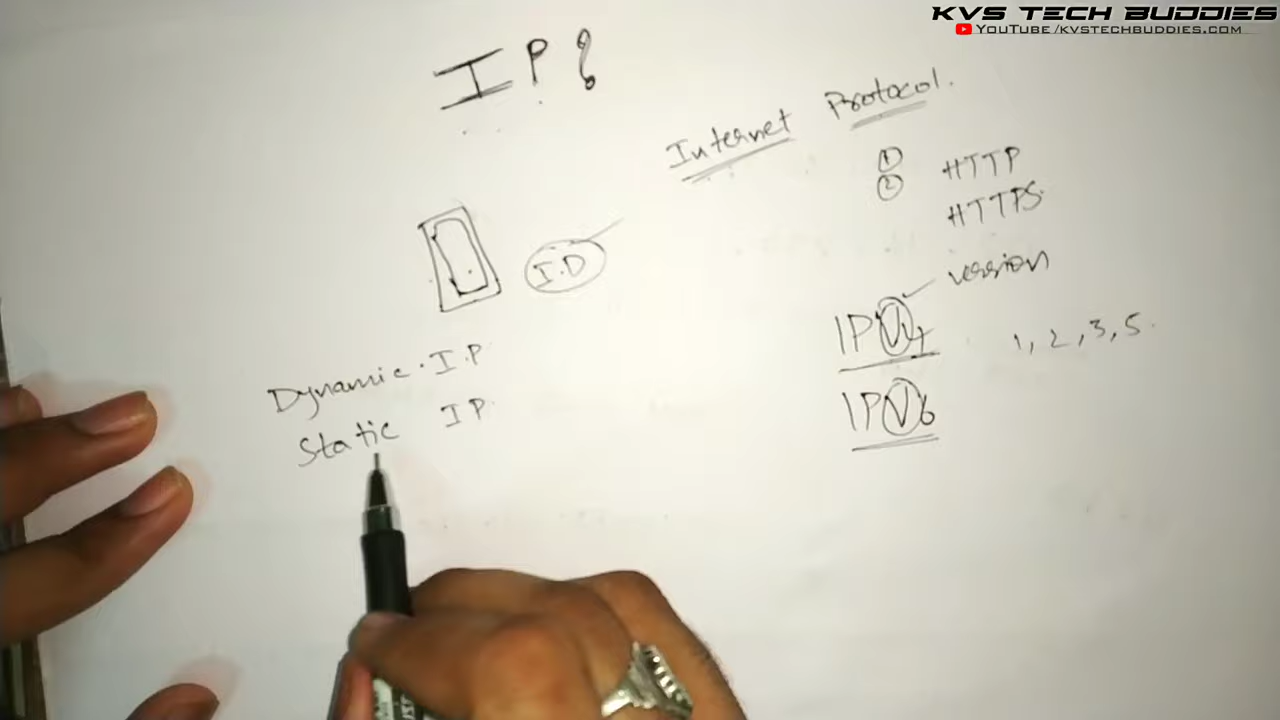 KVS TECH BUDDIES
YOUTUBE/KVSTECHBUDDIES.COM
IP?
Internet Protocol.
① HTTP
② HTTPS
I.D
version
IPV4 1, 2, 3, 5.
IPV6
Dynamic. I.P
Static IP